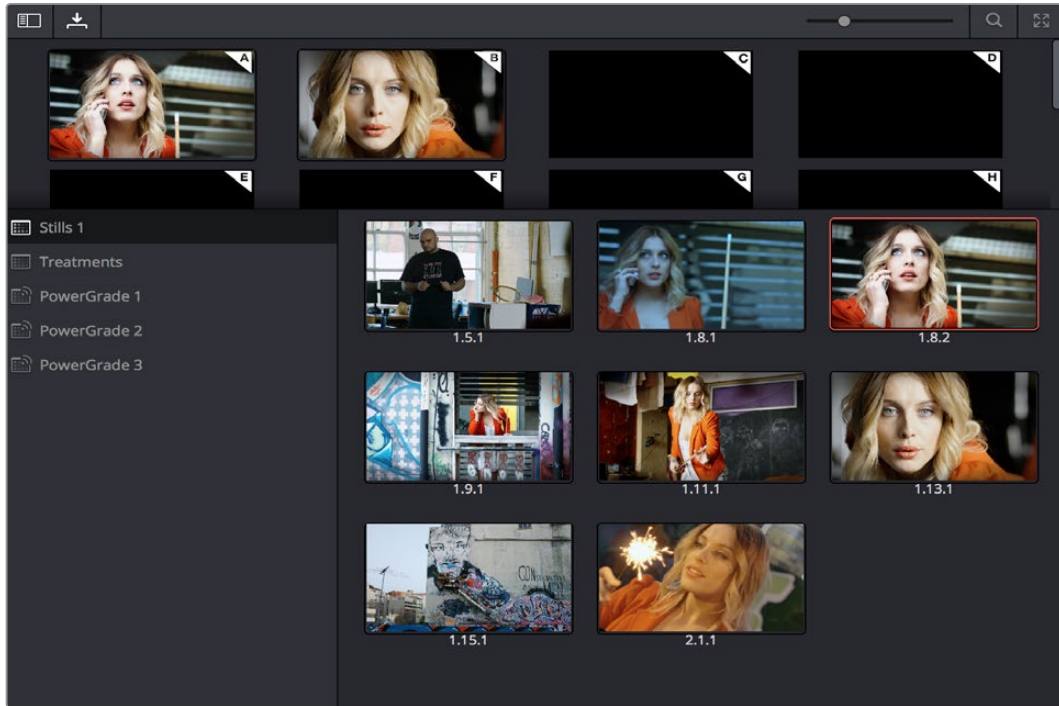 A
B
C
D
E
F
G
H
Stills 1
Treatments
PowerGrade 1
PowerGrade 2
PowerGrade 3
1.5.1
1.8.1
1.8.2
1.9.1
1.11.1
1.13.1
1.15.1
2.1.1